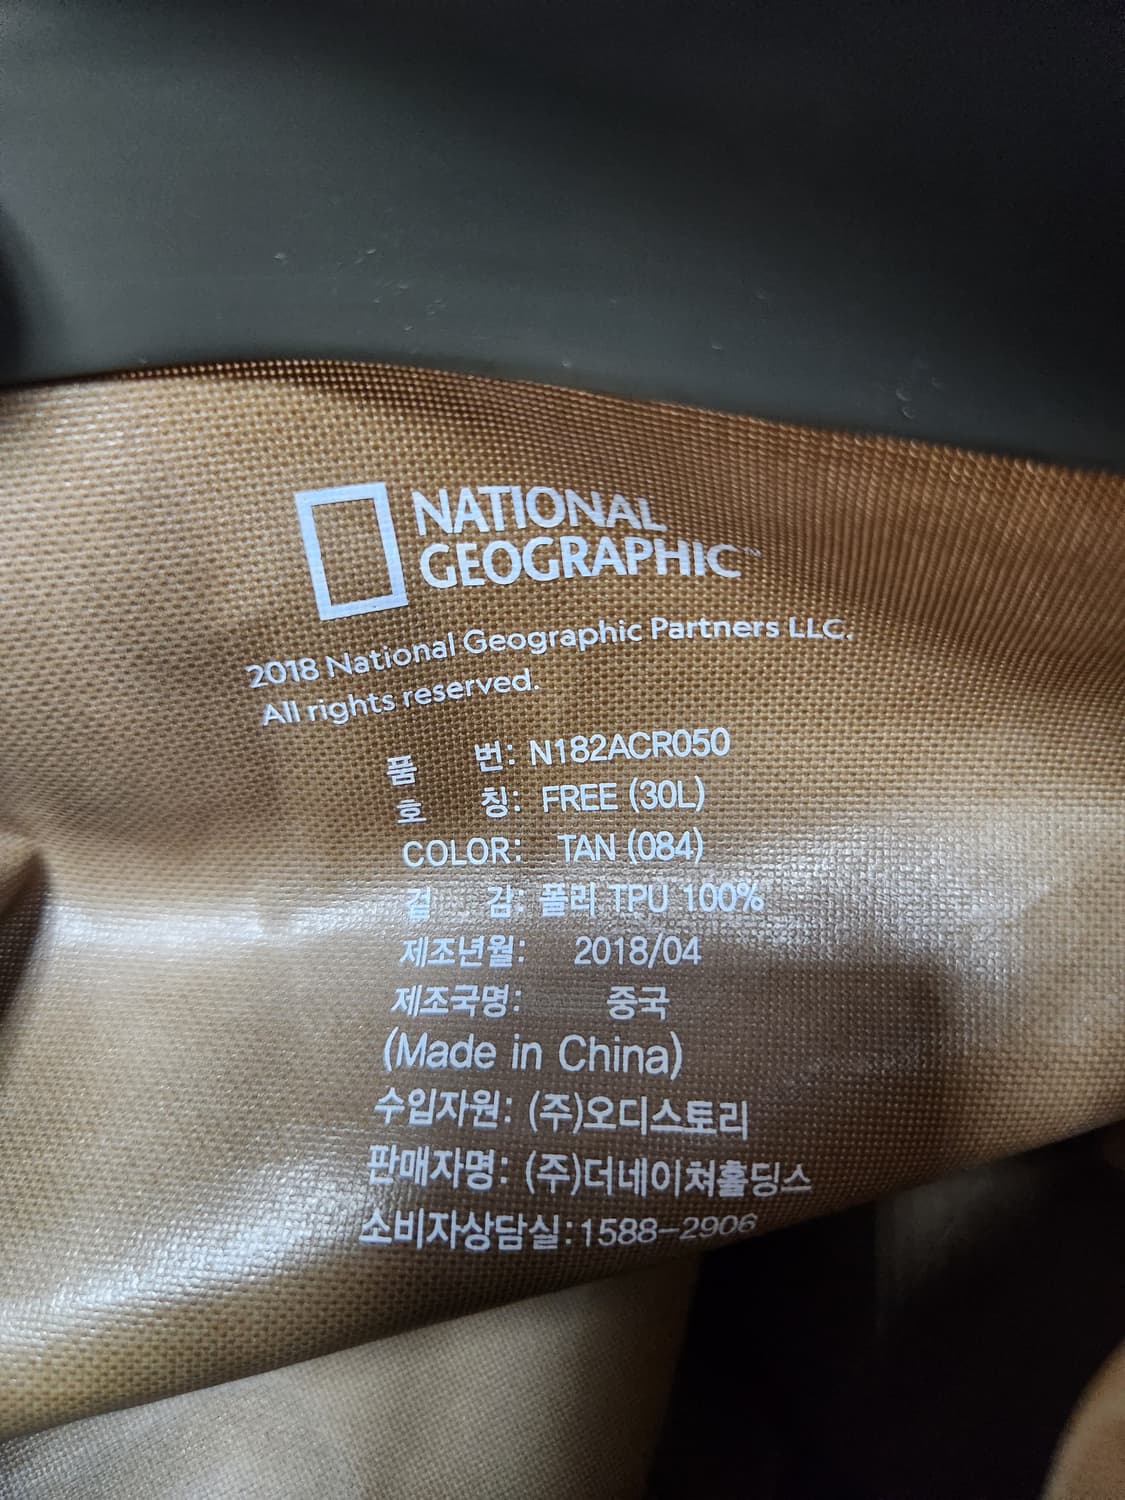 NATIONAL
GEOGRAPHIC™
2018 National Geographic Partners LLC.
All rights reserved.
품 번: N182ACR050
호 칭: FREE (30L)
COLOR: TAN (084)
겉 감: 폴리 TPU 100%
제조년월: 2018/04
제조국명: 중국
(Made in China)
수입자원: (주)오디스토리
판매자명: (주)더네이쳐홀딩스
소비자상담실:1588-2906